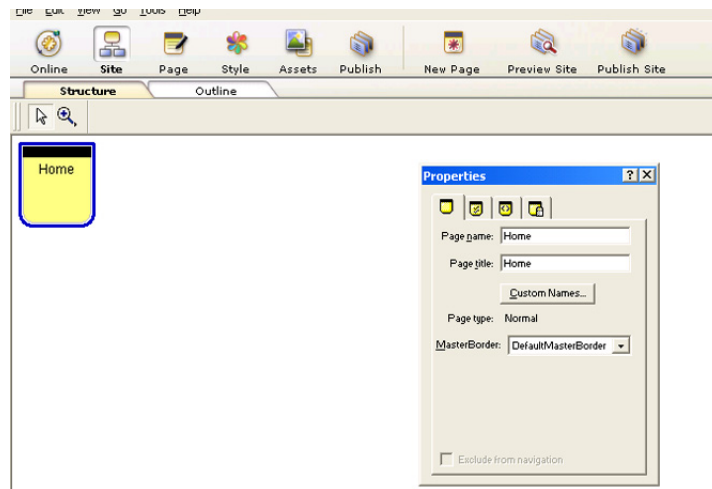 File Edit View Go Tools Help
Online Site Page Style Assets Publish New Page Preview Site Publish Site
Structure Outline
Home
Properties
Page name: Home
Page title: Home
Custom Names...
Page type: Normal
MasterBorder: DefaultMasterBorder
Exclude from navigation